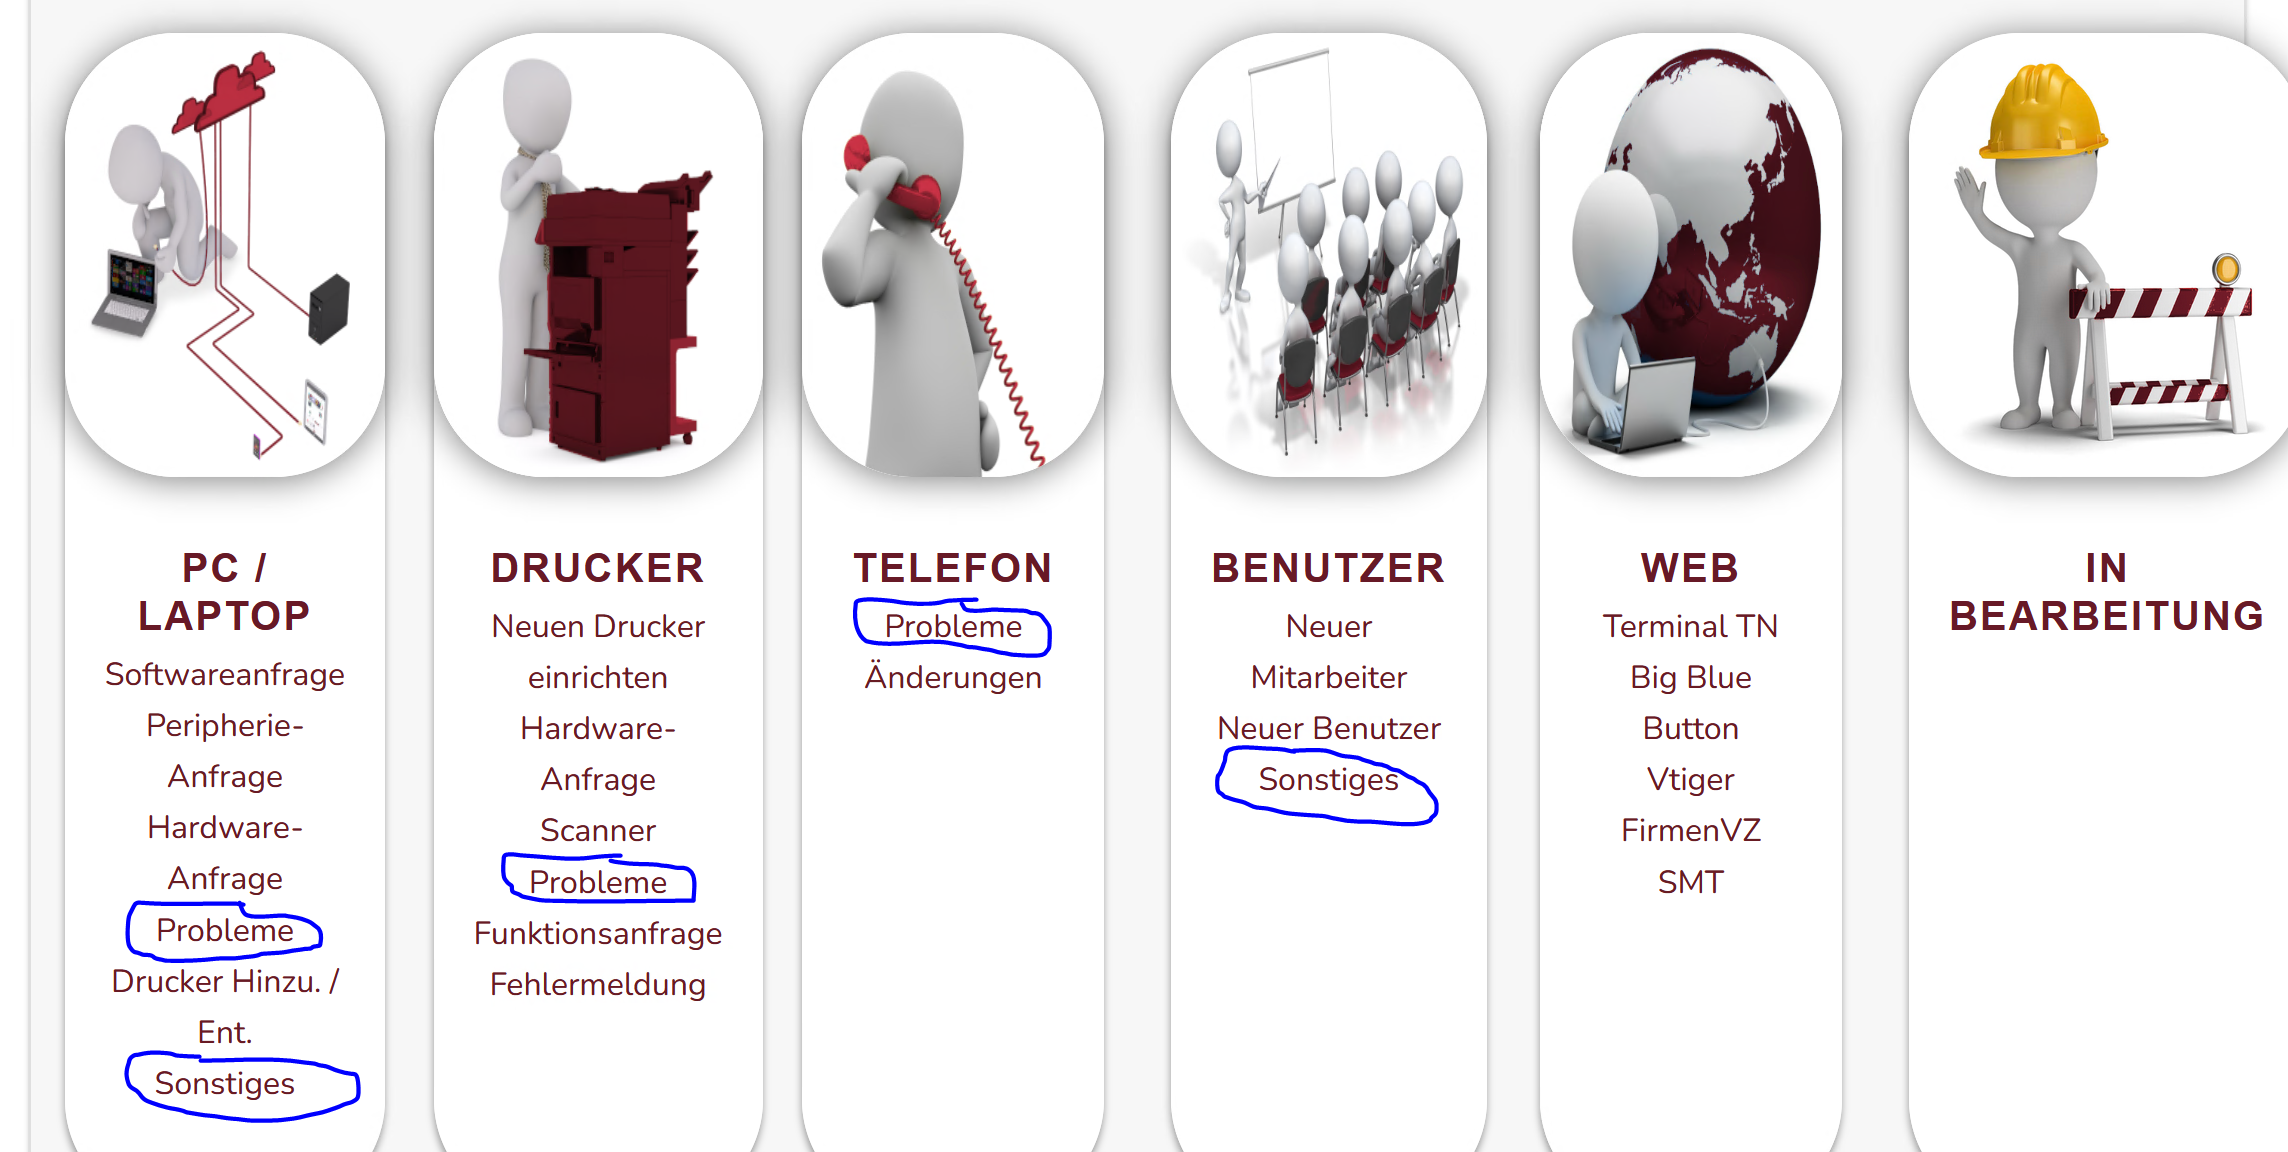 PC /
LAPTOP
Softwareanfrage
Peripherie-
Anfrage
Hardware-
Anfrage
Probleme
Drucker Hinzu. /
Ent.
Sonstiges
DRUCKER
Neuen Drucker
einrichten
Hardware-
Anfrage
Scanner
Probleme
Funktionsanfrage
Fehlermeldung
TELEFON
Probleme
Änderungen
BENUTZER
Neuer
Mitarbeiter
Neuer Benutzer
Sonstiges
WEB
Terminal TN
Big Blue
Button
Vtiger
FirmenVZ
SMT
IN
BEARBEITUNG